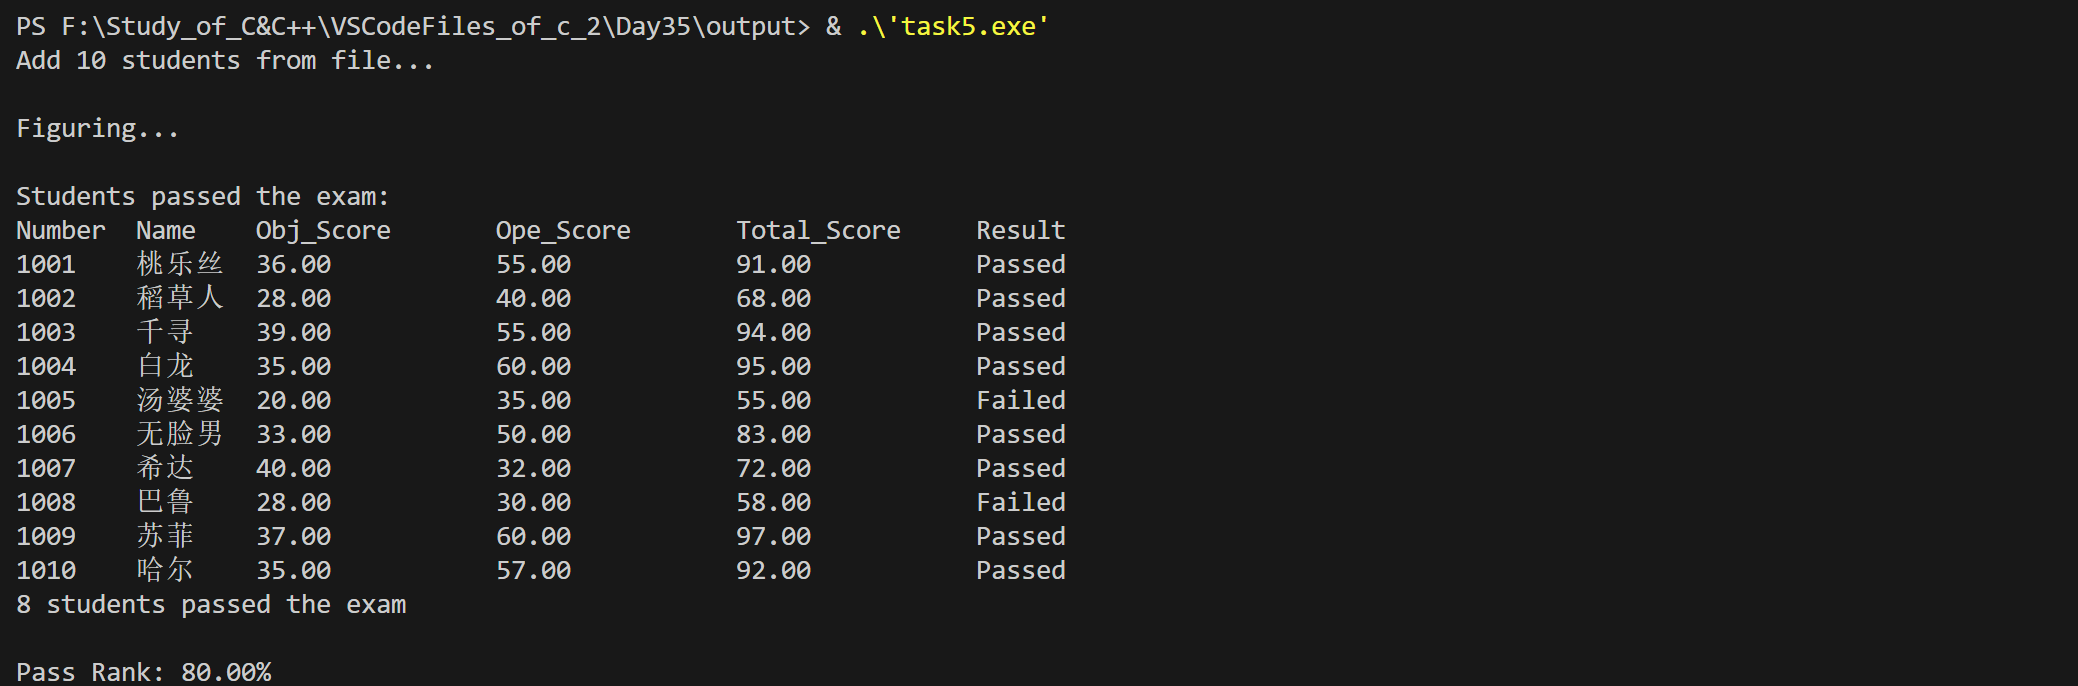 PS F:\Study_of_C&C++\VSCodeFiles_of_c_2\Day35\output> & .\'task5.exe'
Add 10 students from file...
Figuring...
Students passed the exam:
Number Name Obj_Score Ope_Score Total_Score Result
1001 桃乐丝 36.00 55.00 91.00 Passed
1002 稻草人 28.00 40.00 68.00 Passed
1003 千寻 39.00 55.00 94.00 Passed
1004 白龙 35.00 60.00 95.00 Passed
1005 汤婆婆 20.00 35.00 55.00 Failed
1006 无脸男 33.00 50.00 83.00 Passed
1007 希达 40.00 32.00 72.00 Passed
1008 巴鲁 28.00 30.00 58.00 Failed
1009 苏菲 37.00 60.00 97.00 Passed
1010 哈尔 35.00 57.00 92.00 Passed
8 students passed the exam
Pass Rank: 80.00%